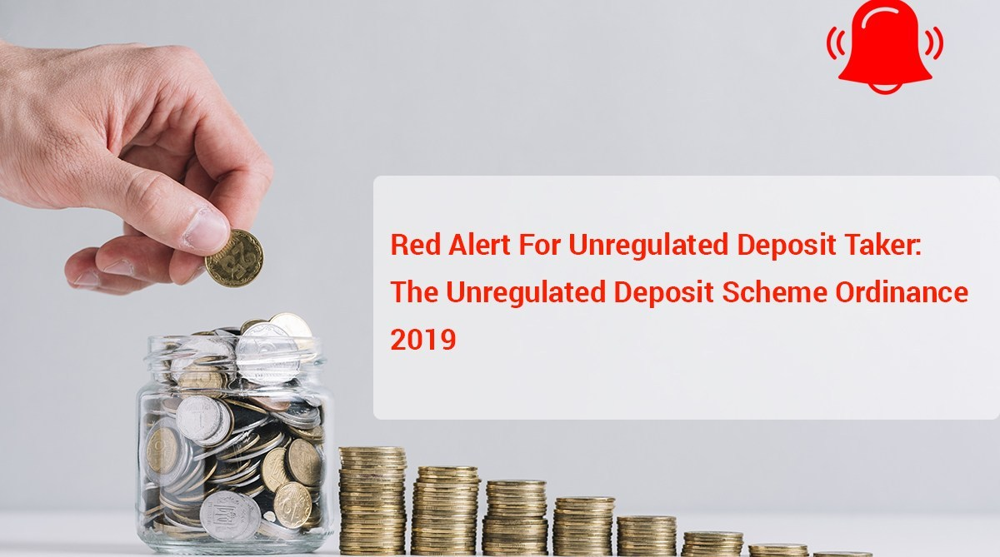 Red Alert For Unregulated Deposit Taker:
The Unregulated Deposit Scheme Ordinance
2019